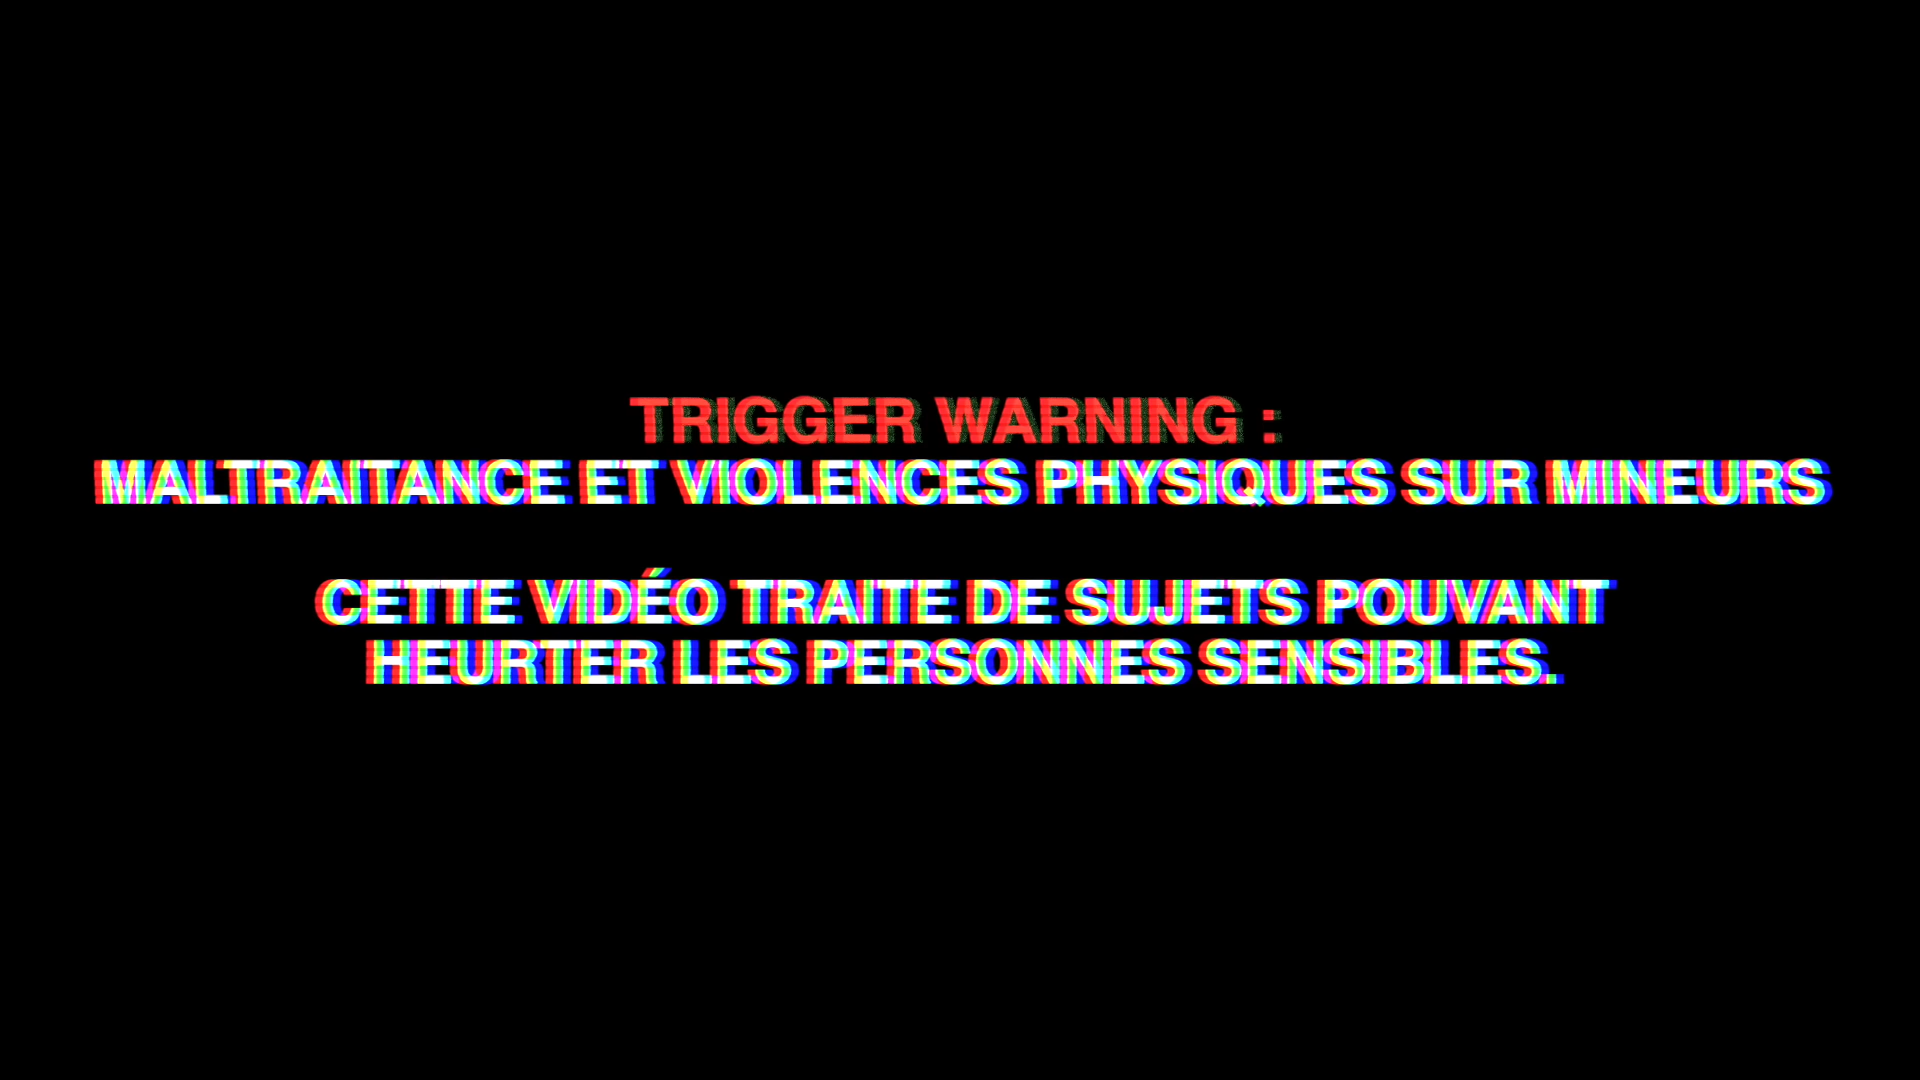 TRIGGER WARNING :
MALTRAITANCE ET VIOLENCES PHYSIQUES SUR MINEURS
CETTE VIDÉO TRAITE DE SUJETS POUVANT
HEURTER LES PERSONNES SENSIBLES.